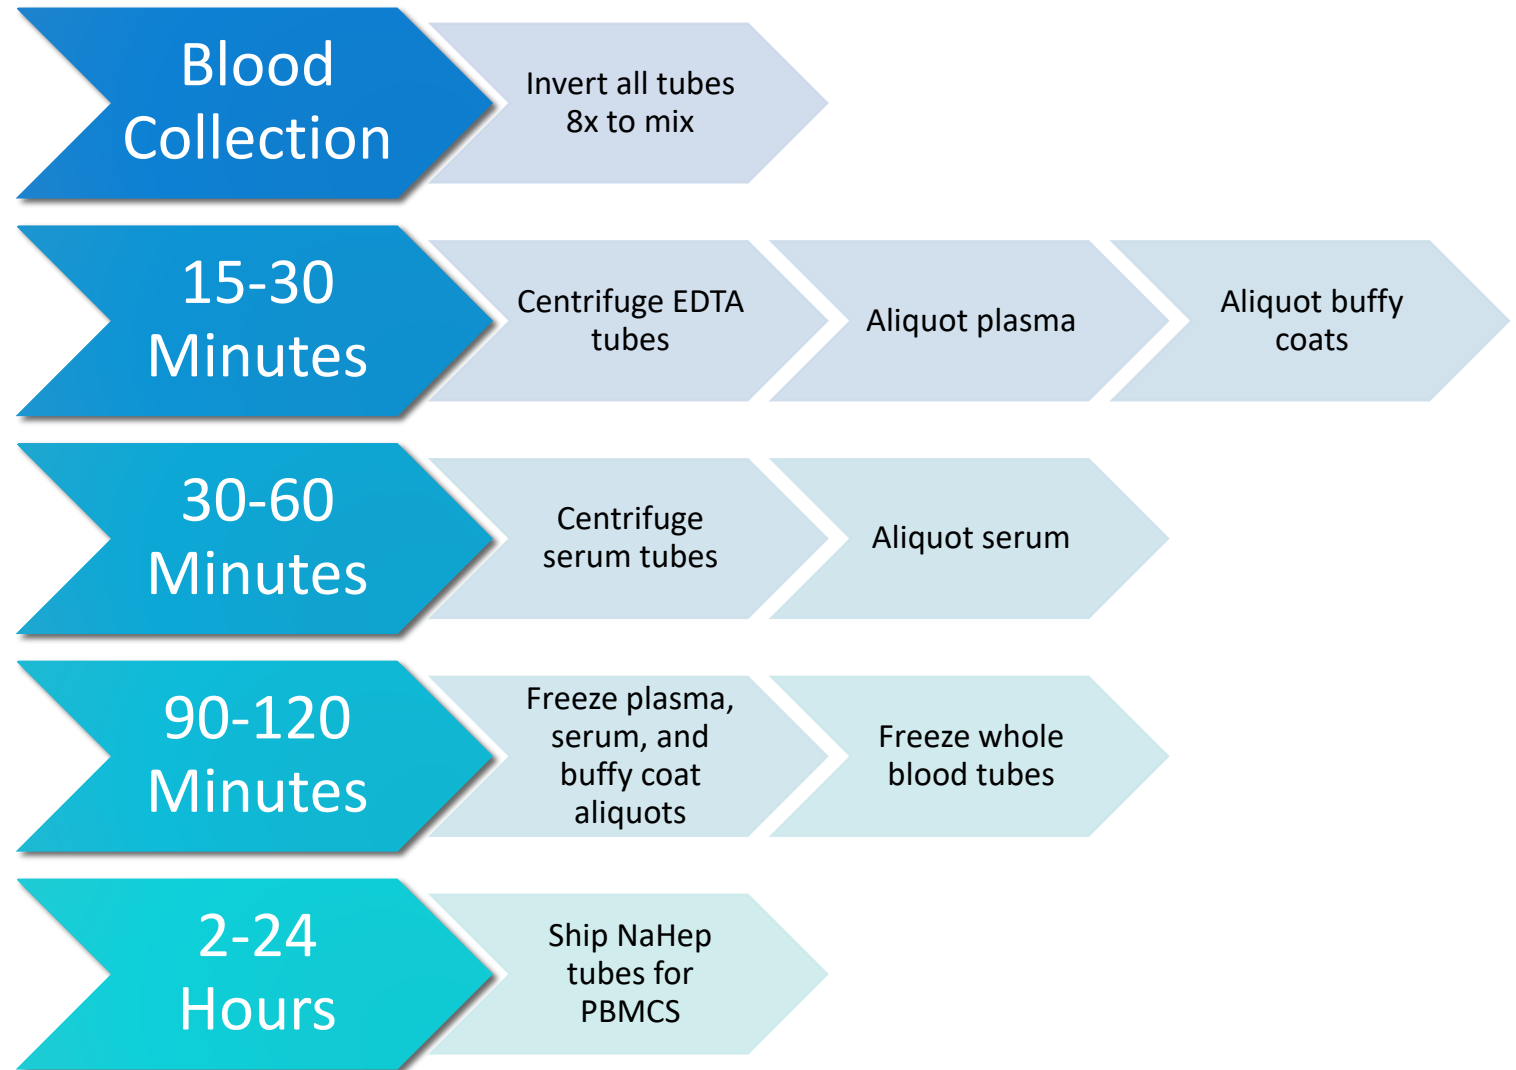 Blood
Collection
Invert all tubes
8x to mix
15-30
Minutes
Centrifuge EDTA
tubes
Aliquot plasma
Aliquot buffy
coats
30-60
Minutes
Centrifuge
serum tubes
Aliquot serum
90-120
Minutes
Freeze plasma,
serum, and
buffy coat
aliquots
Freeze whole
blood tubes
2-24
Hours
Ship NaHep
tubes for
PBMCS